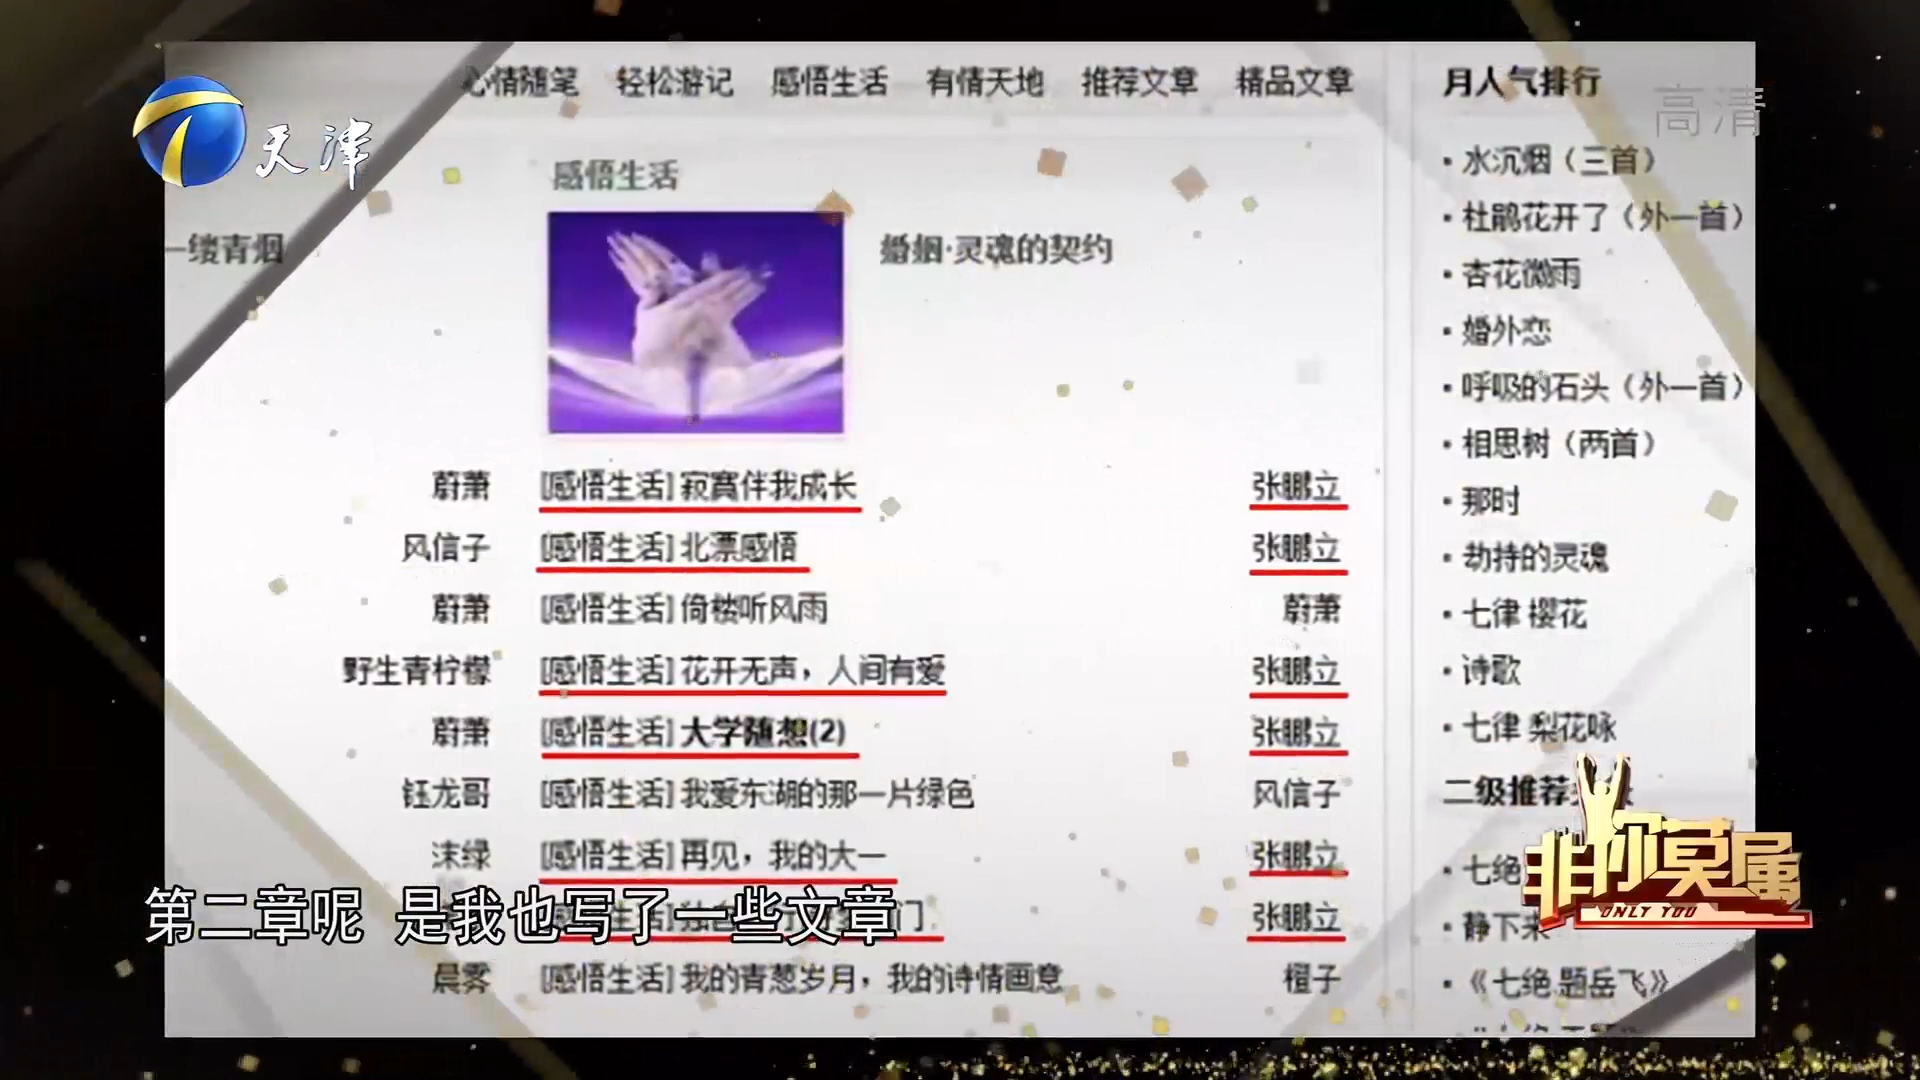 心情随笔 轻松游记 感悟生活 有情天地 推荐文章 精品文章 月人气排行
天津
高清
感悟生活
一缕青烟
婚姻·灵魂的契约
·水沉烟（三首）
·杜鹃花开了（外一首）
·杏花微雨
·婚外恋
·呼吸的石头（外一首）
·相思树（两首）
·那时
·劫持的灵魂
·七律 樱花
·诗歌
·七律 梨花咏
二级推荐
·七绝
·静下来
·《七绝 题岳飞》
蔚萧 [感悟生活] 寂寞伴我成长 张鹏立
风信子 [感悟生活] 北漂感悟 张鹏立
蔚萧 [感悟生活] 倚楼听风雨 蔚萧
野生青柠檬 [感悟生活] 花开无声，人间有爱 张鹏立
蔚萧 [感悟生活] 大学随想(2) 张鹏立
钰龙哥 [感悟生活] 我爱东湖的那一片绿色 风信子
沫绿 [感悟生活] 再见，我的大一 张鹏立
张鹏立
晨雾 [感悟生活] 我的青葱岁月，我的诗情画意 橙子
非你莫属
ONLY YOU
第二章呢 是我也写了一些文章